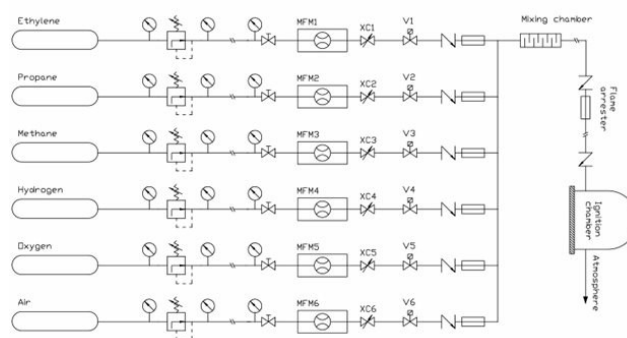 Ethylene
MFM1
XC1
V1
Mixing chamber
Propane
MFM2
XC2
V2
Flame
arrester
Methane
MFM3
XC3
V3
Hydrogen
MFM4
XC4
V4
Ignition
chamber
Oxygen
MFM5
XC5
V5
Atmosphere
Air
MFM6
XC6
V6